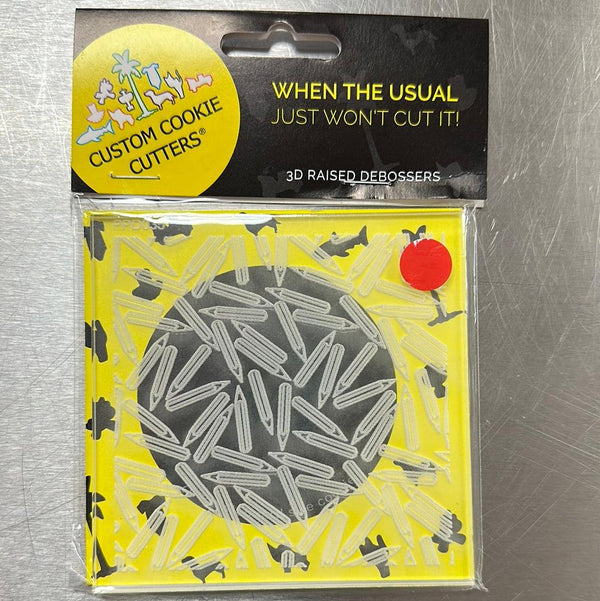 CUSTOM COOKIE
CUTTERS®
WHEN THE USUAL
JUST WON'T CUT IT!
3D RAISED DEBOSSERS